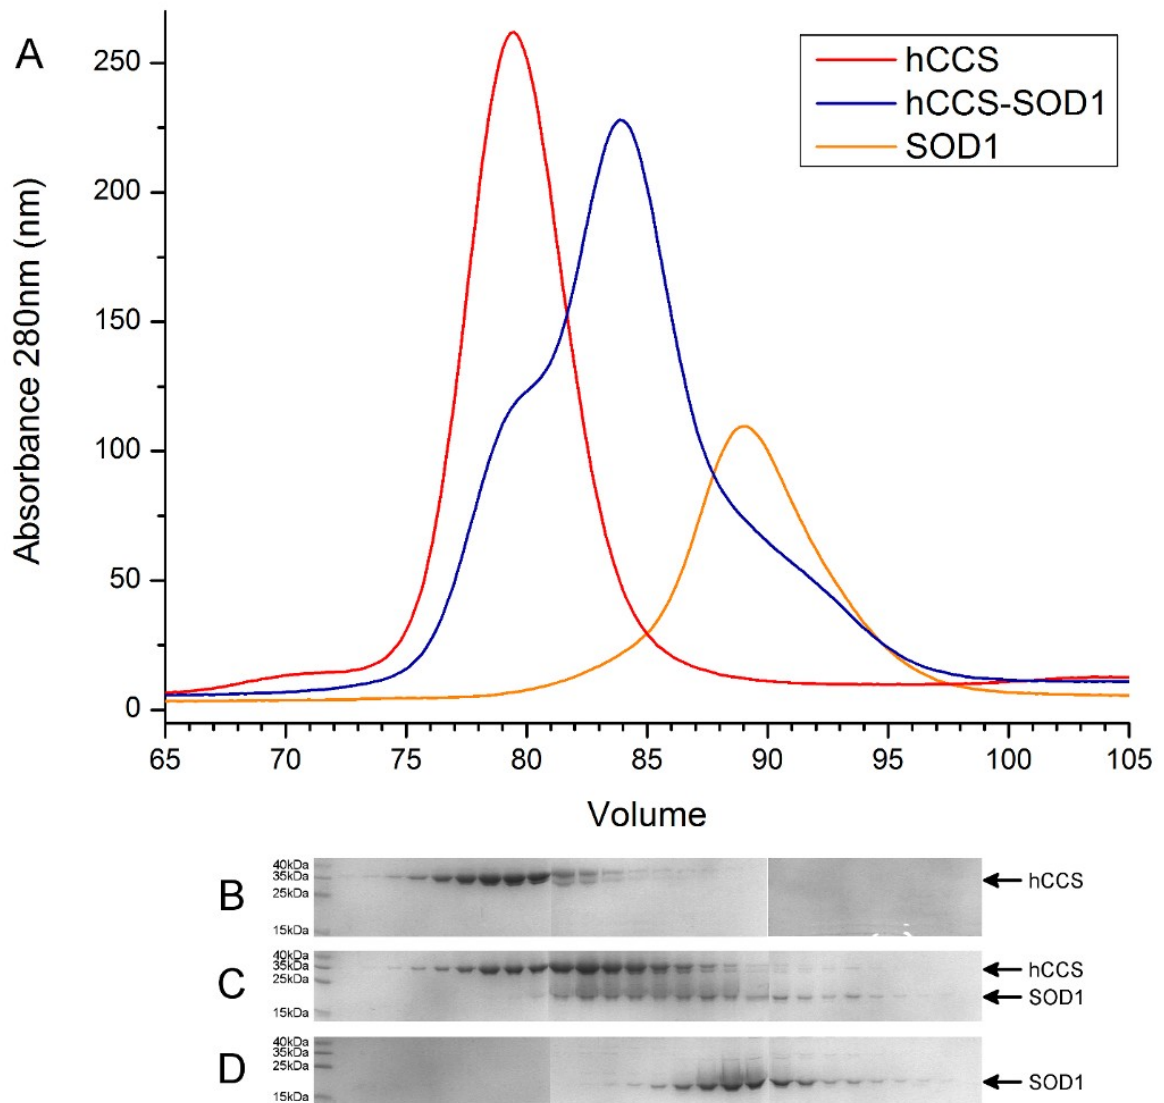 A
Absorbance 280nm (nm)
250
200
150
100
50
0
hCCS
hCCS-SOD1
SOD1
65 70 75 80 85 90 95 100 105
Volume
B
40kDa
35kDa
25kDa
15kDa
hCCS
C
40kDa
35kDa
25kDa
15kDa
hCCS
SOD1
D
40kDa
35kDa
25kDa
15kDa
SOD1